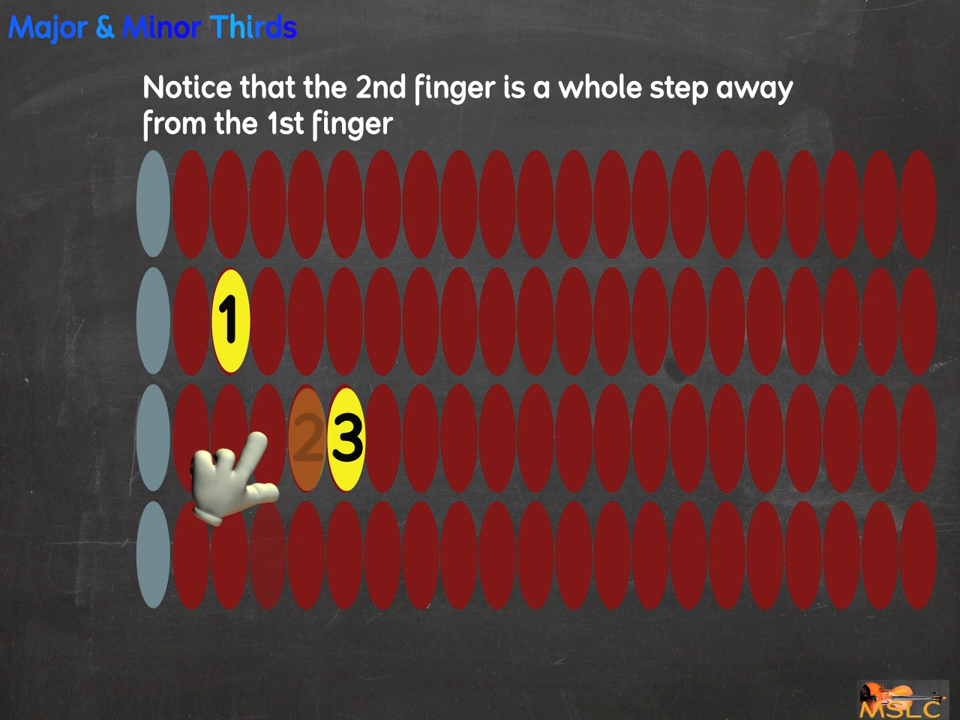 Major & Minor Thirds
Notice that the 2nd finger is a whole step away
from the 1st finger
1
2 3
MSLC